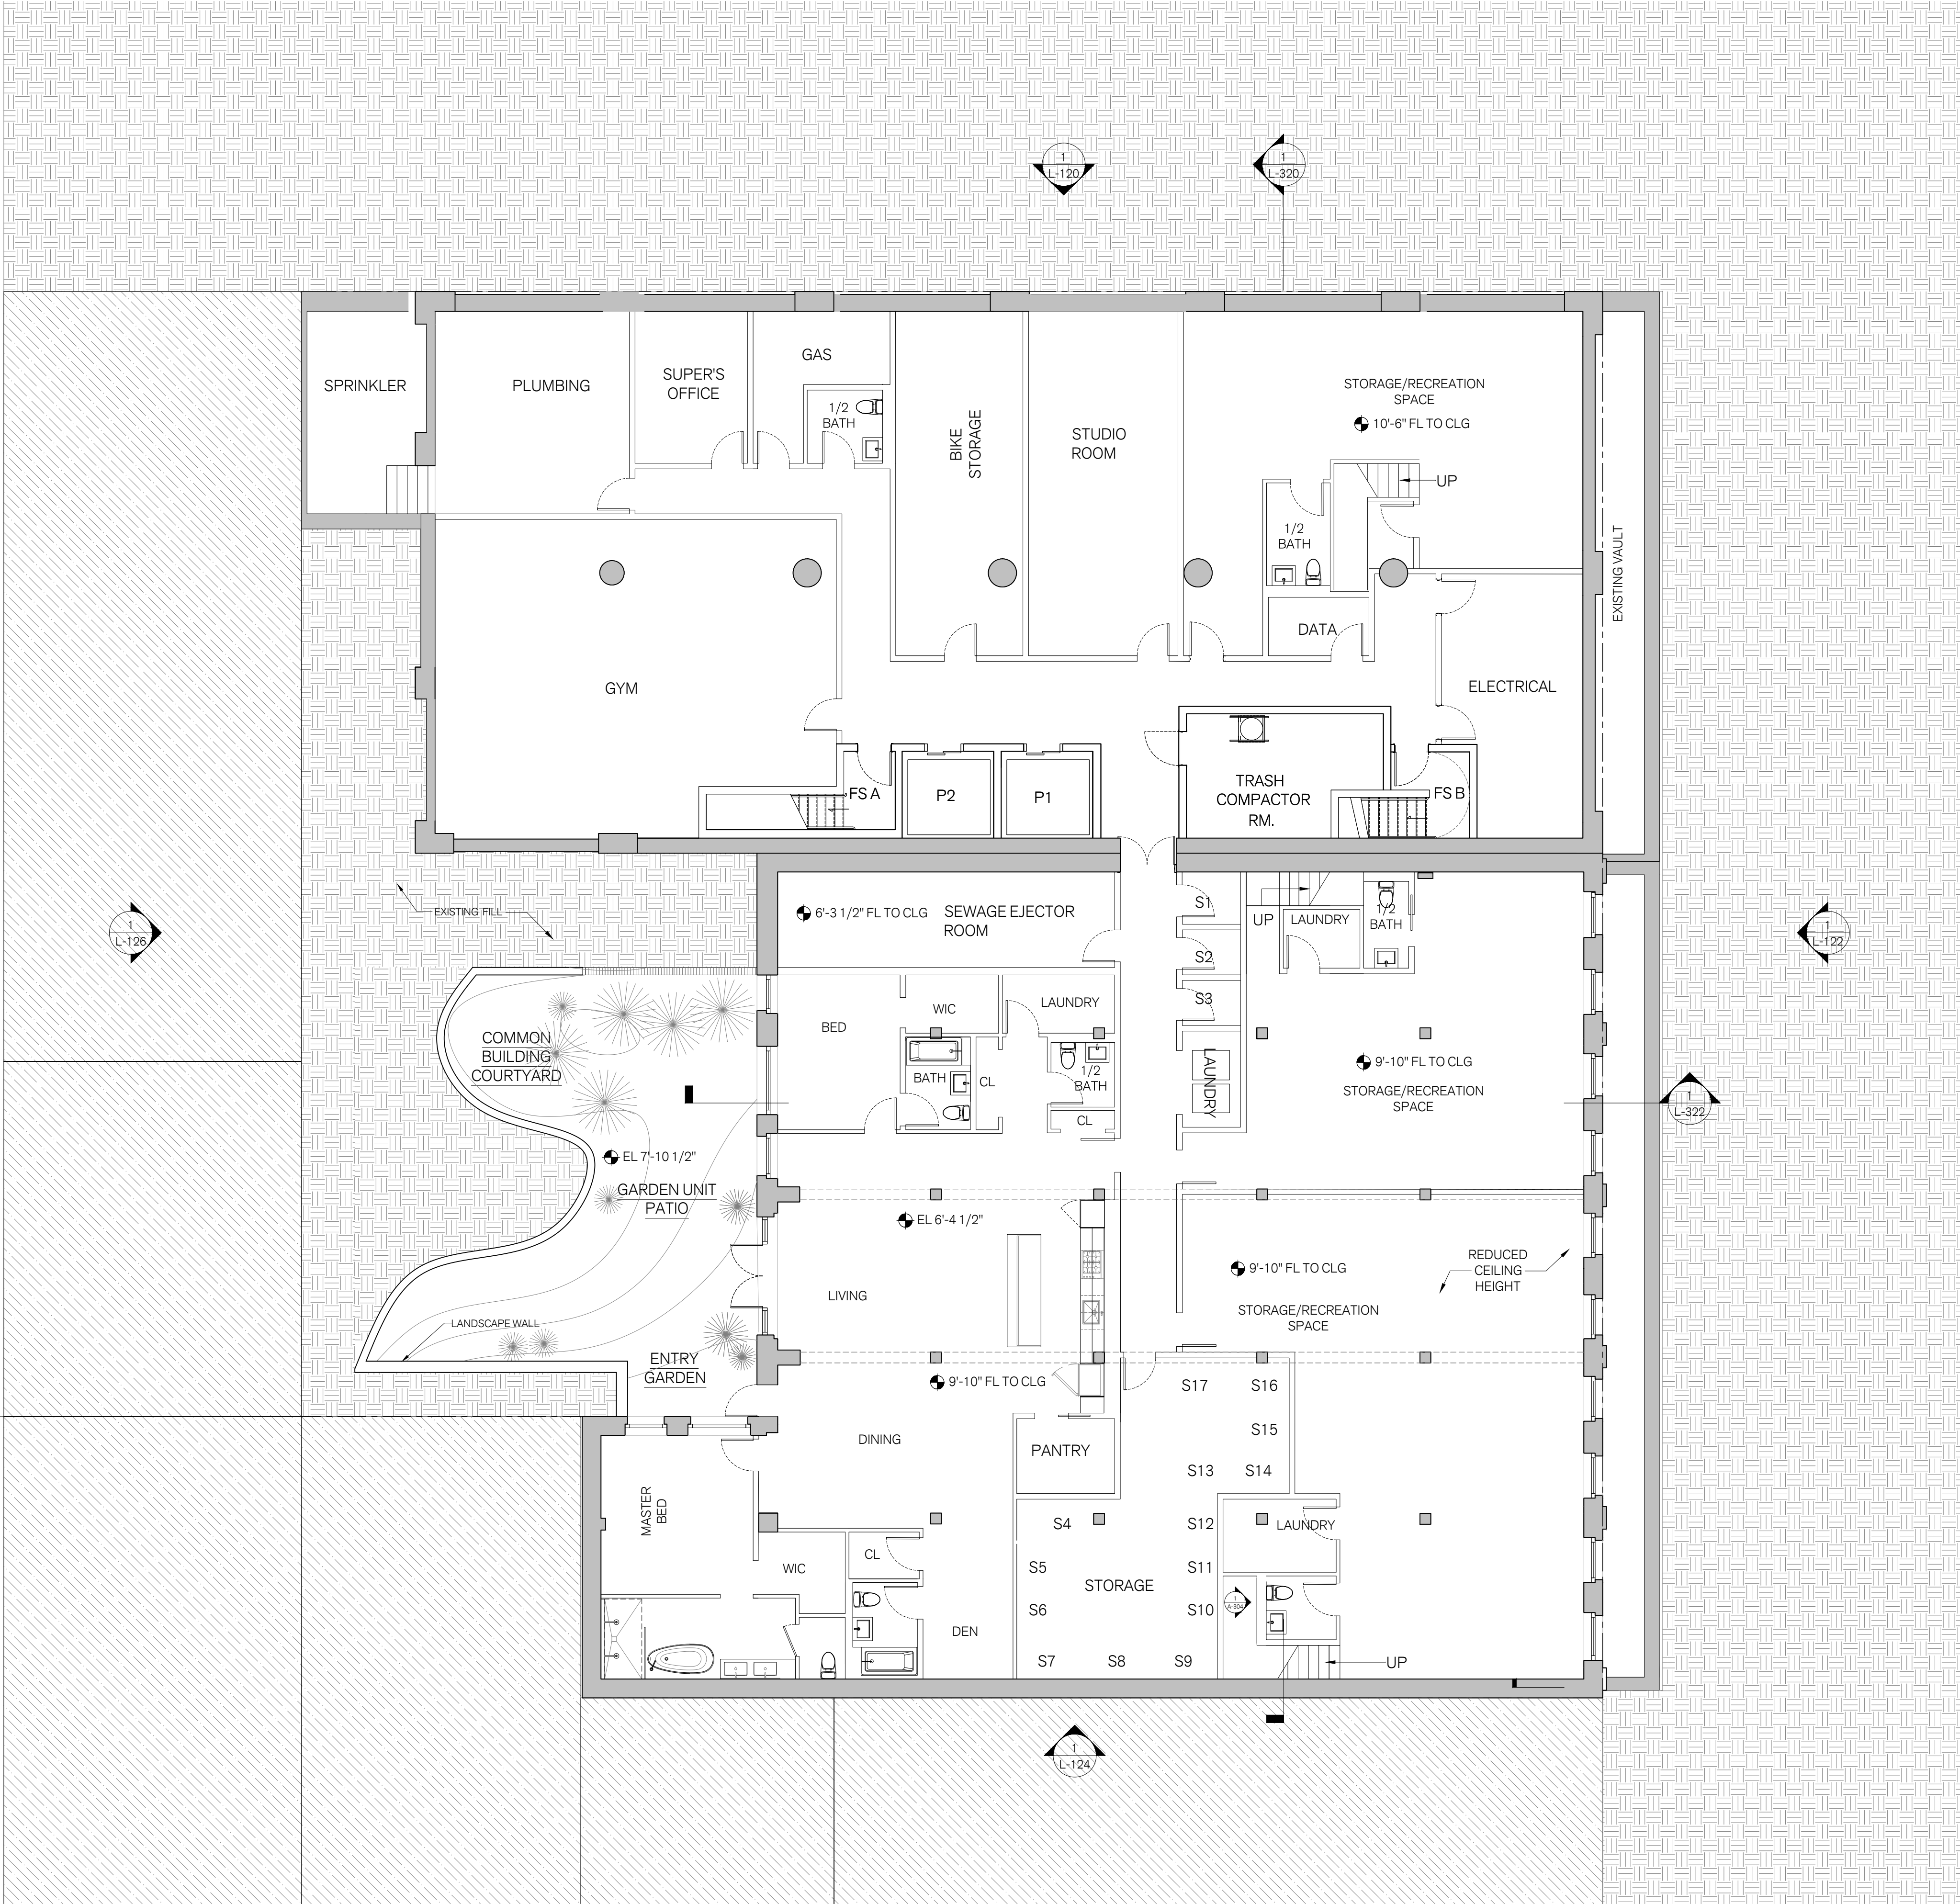 1
L-120
1
L-320
SPRINKLER
PLUMBING
SUPER'S
OFFICE
GAS
1/2
BATH
BIKE
STORAGE
STUDIO
ROOM
STORAGE/RECREATION
SPACE
10'-6" FL TO CLG
UP
1/2
BATH
DATA
EXISTING VAULT
GYM
ELECTRICAL
FS A
P2
P1
TRASH
COMPACTOR
RM.
FS B
EXISTING FILL
1
L-126
6'-3 1/2" FL TO CLG
SEWAGE EJECTOR
ROOM
S1
S2
S3
UP
LAUNDRY
1/2
BATH
1
L-122
COMMON
BUILDING
COURTYARD
BED
WIC
LAUNDRY
BATH
CL
1/2
BATH
CL
LAUNDRY
9'-10" FL TO CLG
STORAGE/RECREATION
SPACE
1
L-322
EL 7'-10 1/2"
GARDEN UNIT
PATIO
EL 6'-4 1/2"
LIVING
9'-10" FL TO CLG
STORAGE/RECREATION
SPACE
REDUCED
CEILING
HEIGHT
LANDSCAPE WALL
ENTRY
GARDEN
9'-10" FL TO CLG
DINING
PANTRY
S17
S16
S15
S13
S14
MASTER
BED
S4
S12
LAUNDRY
WIC
CL
S5
S11
STORAGE
S6
S10
1
A-304
DEN
S7
S8
S9
UP
1
L-124